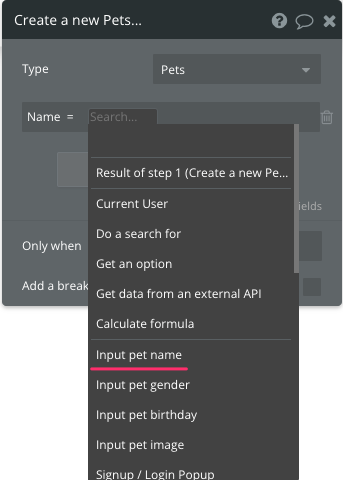 Create a new Pets...
Type Pets
Name = Search...
Result of step 1 (Create a new Pe...
Current User
Do a search for
ields
Get an option
Only when
Get data from an external API
Add a break
Calculate formula
Input pet name
Input pet gender
Input pet birthday
Input pet image
Signup / Login Popup